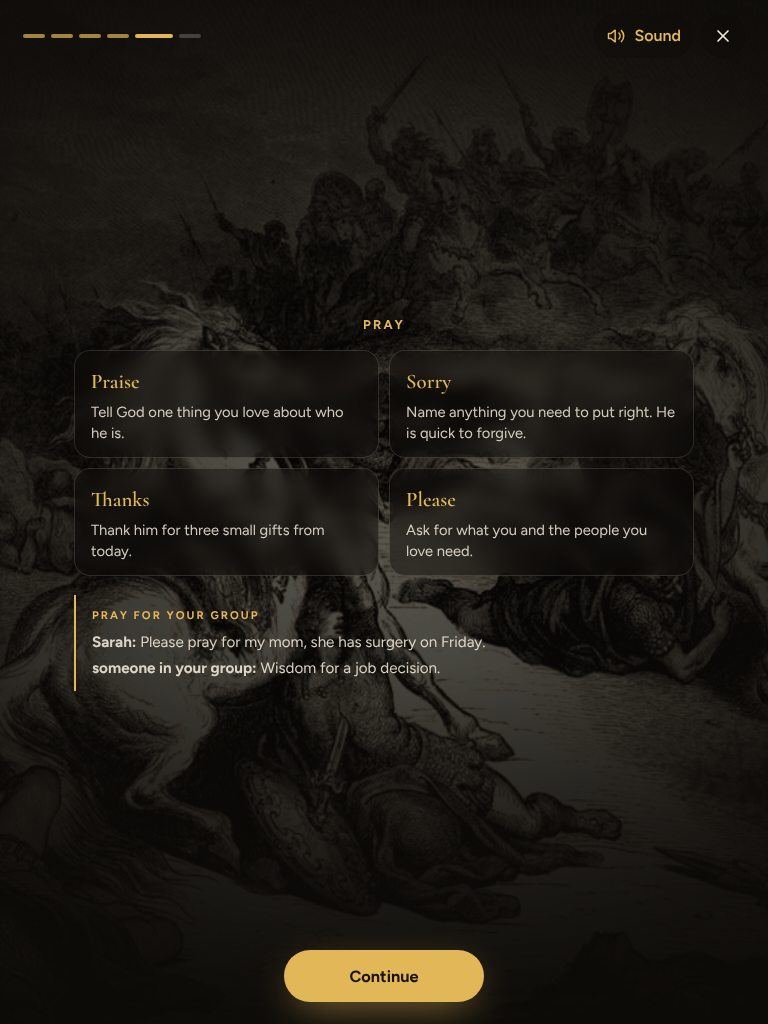 Sound
PRAY
Praise
Tell God one thing you love about who
he is.
Sorry
Name anything you need to put right. He
is quick to forgive.
Thanks
Thank him for three small gifts from
today.
Please
Ask for what you and the people you
love need.
PRAY FOR YOUR GROUP
Sarah: Please pray for my mom, she has surgery on Friday.
someone in your group: Wisdom for a job decision.
Continue